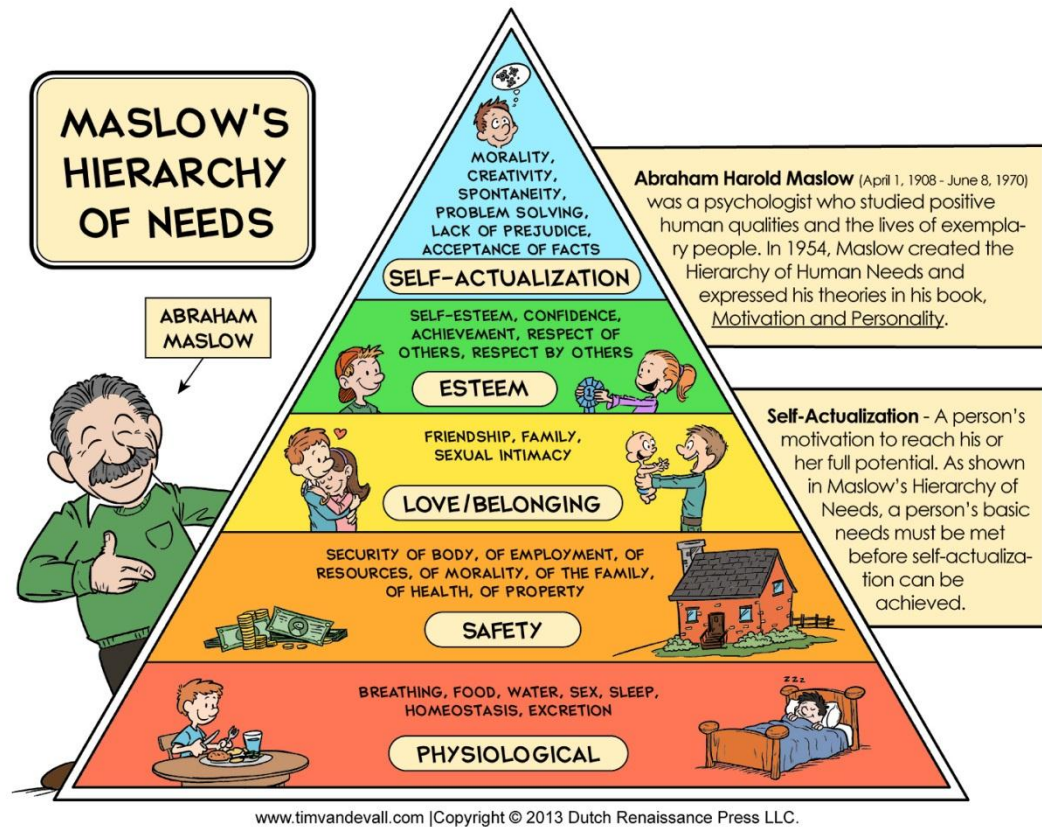 MASLOW'S
HIERARCHY
OF NEEDS
ABRAHAM
MASLOW
MORALITY,
CREATIVITY,
SPONTANEITY,
PROBLEM SOLVING,
LACK OF PREJUDICE,
ACCEPTANCE OF FACTS
SELF-ACTUALIZATION
SELF-ESTEEM, CONFIDENCE,
ACHIEVEMENT, RESPECT OF
OTHERS, RESPECT BY OTHERS
ESTEEM
1
FRIENDSHIP, FAMILY,
SEXUAL INTIMACY
LOVE/BELONGING
SECURITY OF BODY, OF EMPLOYMENT, OF
RESOURCES, OF MORALITY, OF THE FAMILY,
OF HEALTH, OF PROPERTY
SAFETY
BREATHING, FOOD, WATER, SEX, SLEEP,
HOMEOSTASIS, EXCRETION
PHYSIOLOGICAL
zzz
Abraham Harold Maslow (April 1, 1908 - June 8, 1970)
was a psychologist who studied positive
human qualities and the lives of exempla-
ry people. In 1954, Maslow created the
Hierarchy of Human Needs and
expressed his theories in his book,
Motivation and Personality.
Self-Actualization - A person's
motivation to reach his or
her full potential. As shown
in Maslow's Hierarchy of
Needs, a person's basic
needs must be met
before self-actualiza-
tion can be
achieved.
www.timvandevall.com |Copyright © 2013 Dutch Renaissance Press LLC.